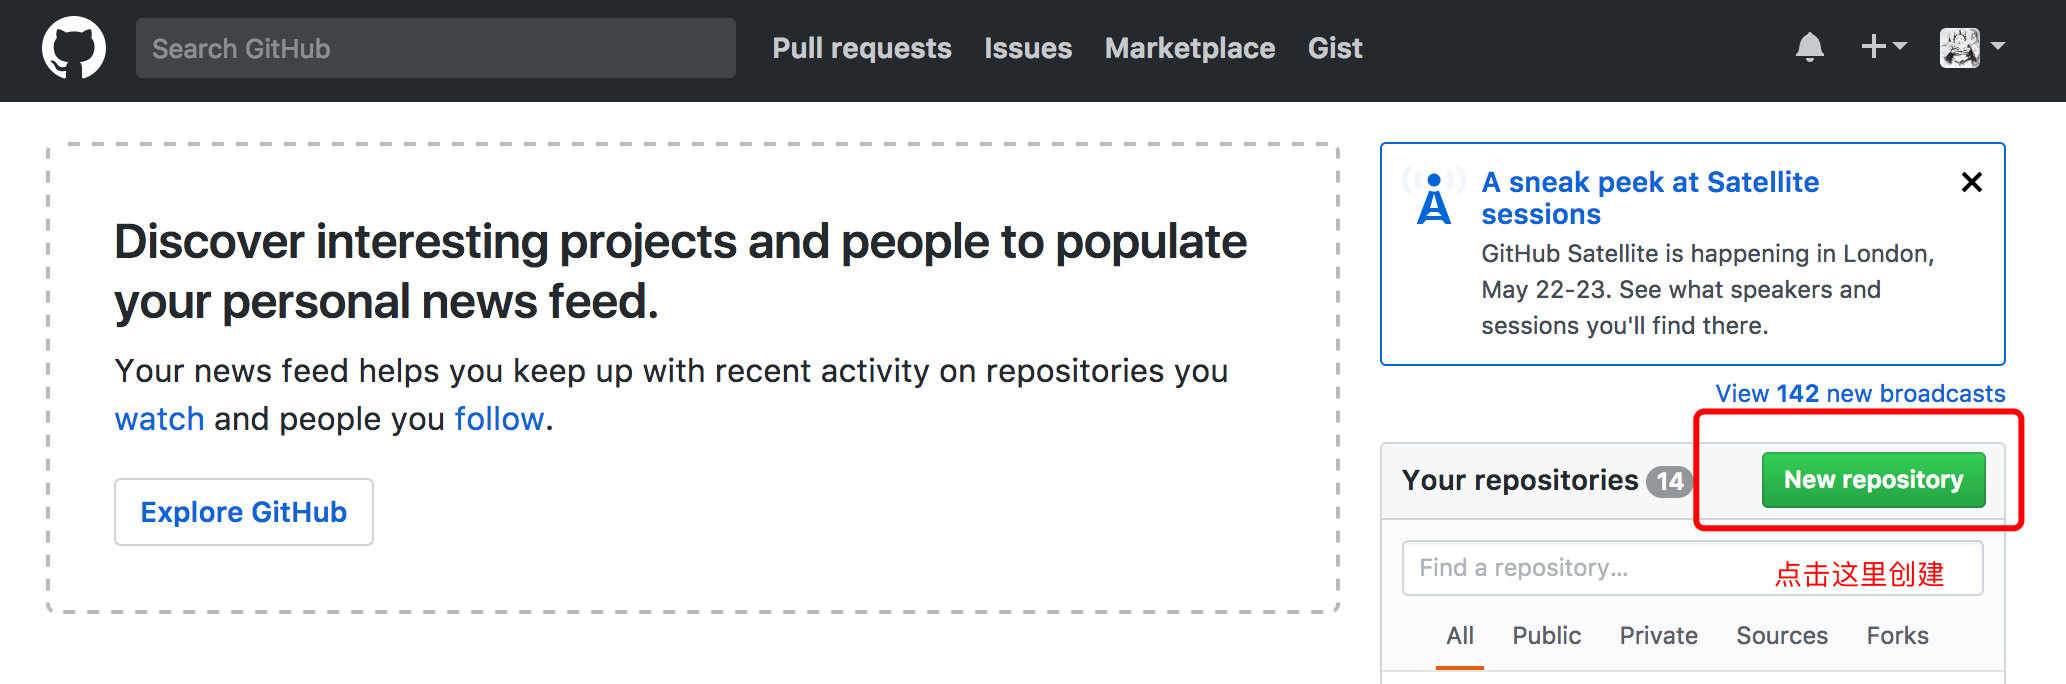 Search GitHub
Pull requests
Issues
Marketplace
Gist
Discover interesting projects and people to populate
your personal news feed.
Your news feed helps you keep up with recent activity on repositories you
watch and people you follow.
Explore GitHub
A sneak peek at Satellite
sessions
GitHub Satellite is happening in London,
May 22-23. See what speakers and
sessions you'll find there.
View 142 new broadcasts
Your repositories 14
New repository
Find a repository...
点击这里创建
All
Public
Private
Sources
Forks